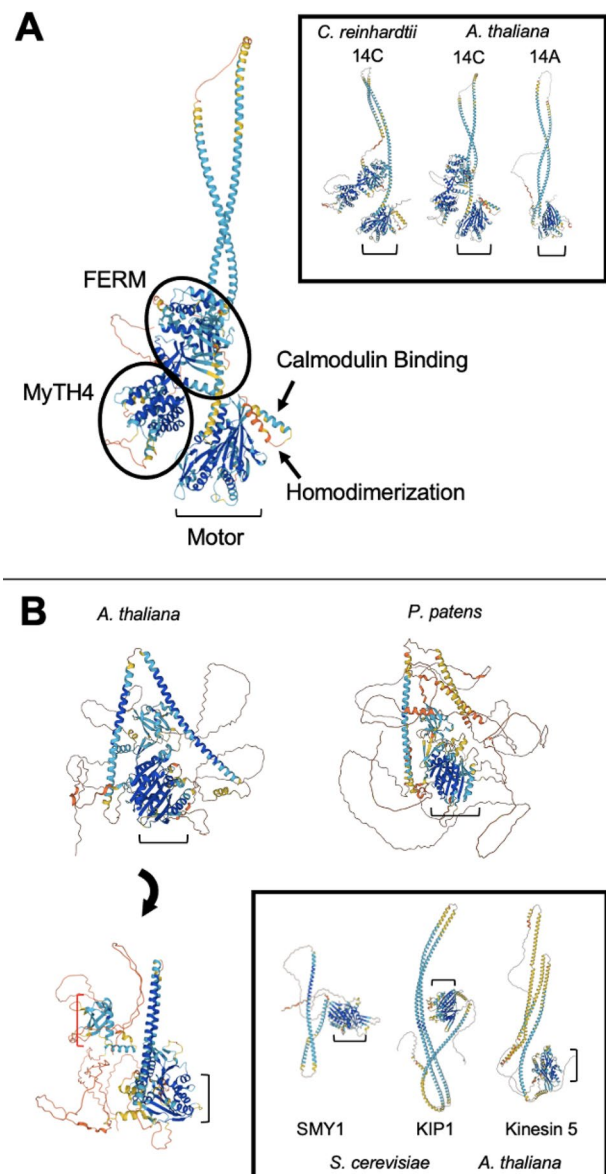 A
C. reinhardtii A. thaliana
14C 14C 14A
FERM
MyTH4
Calmodulin Binding
Homodimerization
Motor
B
A. thaliana P. patens
SMY1 KIP1 Kinesin 5
S. cerevisiae A. thaliana